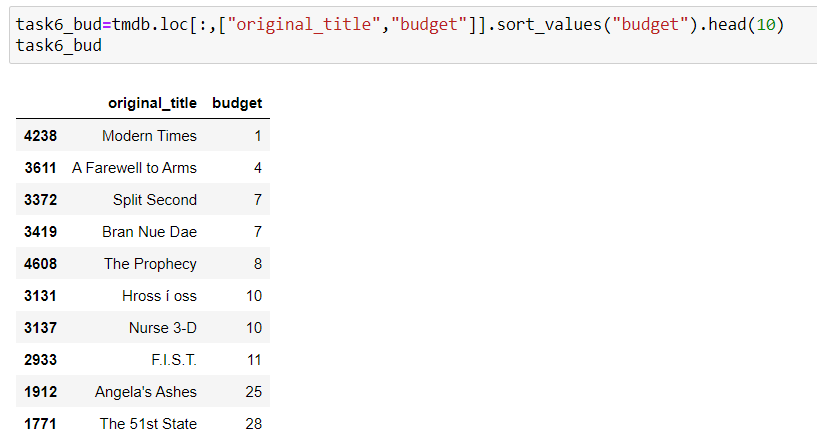 task6_bud=tmdb.loc[:,["original_title","budget"]].sort_values("budget").head(10)
task6_bud
original_title budget
4238 Modern Times 1
3611 A Farewell to Arms 4
3372 Split Second 7
3419 Bran Nue Dae 7
4608 The Prophecy 8
3131 Hross í oss 10
3137 Nurse 3-D 10
2933 F.I.S.T. 11
1912 Angela's Ashes 25
1771 The 51st State 28